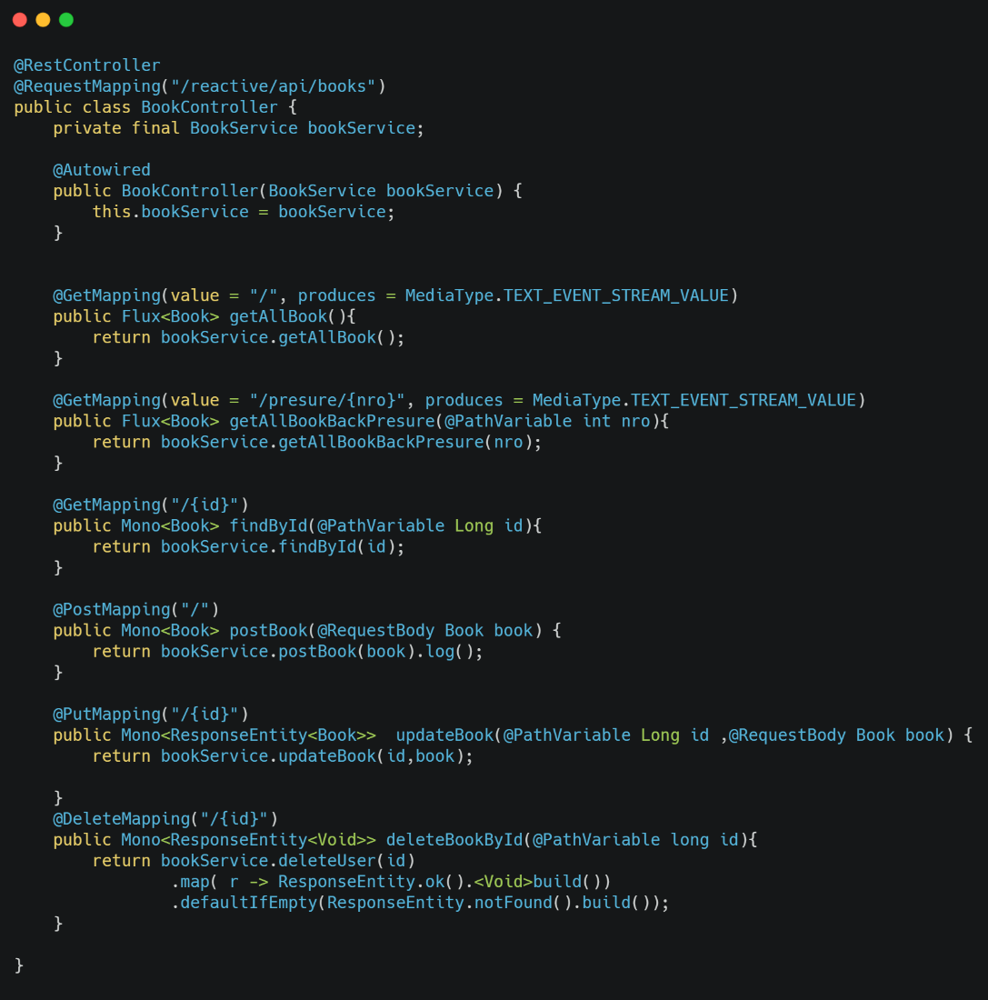 @RestController
@RequestMapping("/reactive/api/books")
public class BookController {
    private final BookService bookService;

    @Autowired
    public BookController(BookService bookService) {
        this.bookService = bookService;
    }


    @GetMapping(value = "/", produces = MediaType.TEXT_EVENT_STREAM_VALUE)
    public Flux<Book> getAllBook(){
        return bookService.getAllBook();
    }

    @GetMapping(value = "/presure/{nro}", produces = MediaType.TEXT_EVENT_STREAM_VALUE)
    public Flux<Book> getAllBookBackPresure(@PathVariable int nro){
        return bookService.getAllBookBackPresure(nro);
    }

    @GetMapping("/{id}")
    public Mono<Book> findById(@PathVariable Long id){
        return bookService.findById(id);
    }

    @PostMapping("/")
    public Mono<Book> postBook(@RequestBody Book book) {
        return bookService.postBook(book).log();
    }

    @PutMapping("/{id}")
    public Mono<ResponseEntity<Book>>  updateBook(@PathVariable Long id ,@RequestBody Book book) {
        return bookService.updateBook(id,book);

    }
    @DeleteMapping("/{id}")
    public Mono<ResponseEntity<Void>> deleteBookById(@PathVariable long id){
        return bookService.deleteUser(id)
                .map( r -> ResponseEntity.ok().<Void>build())
                .defaultIfEmpty(ResponseEntity.notFound().build());
    }

}